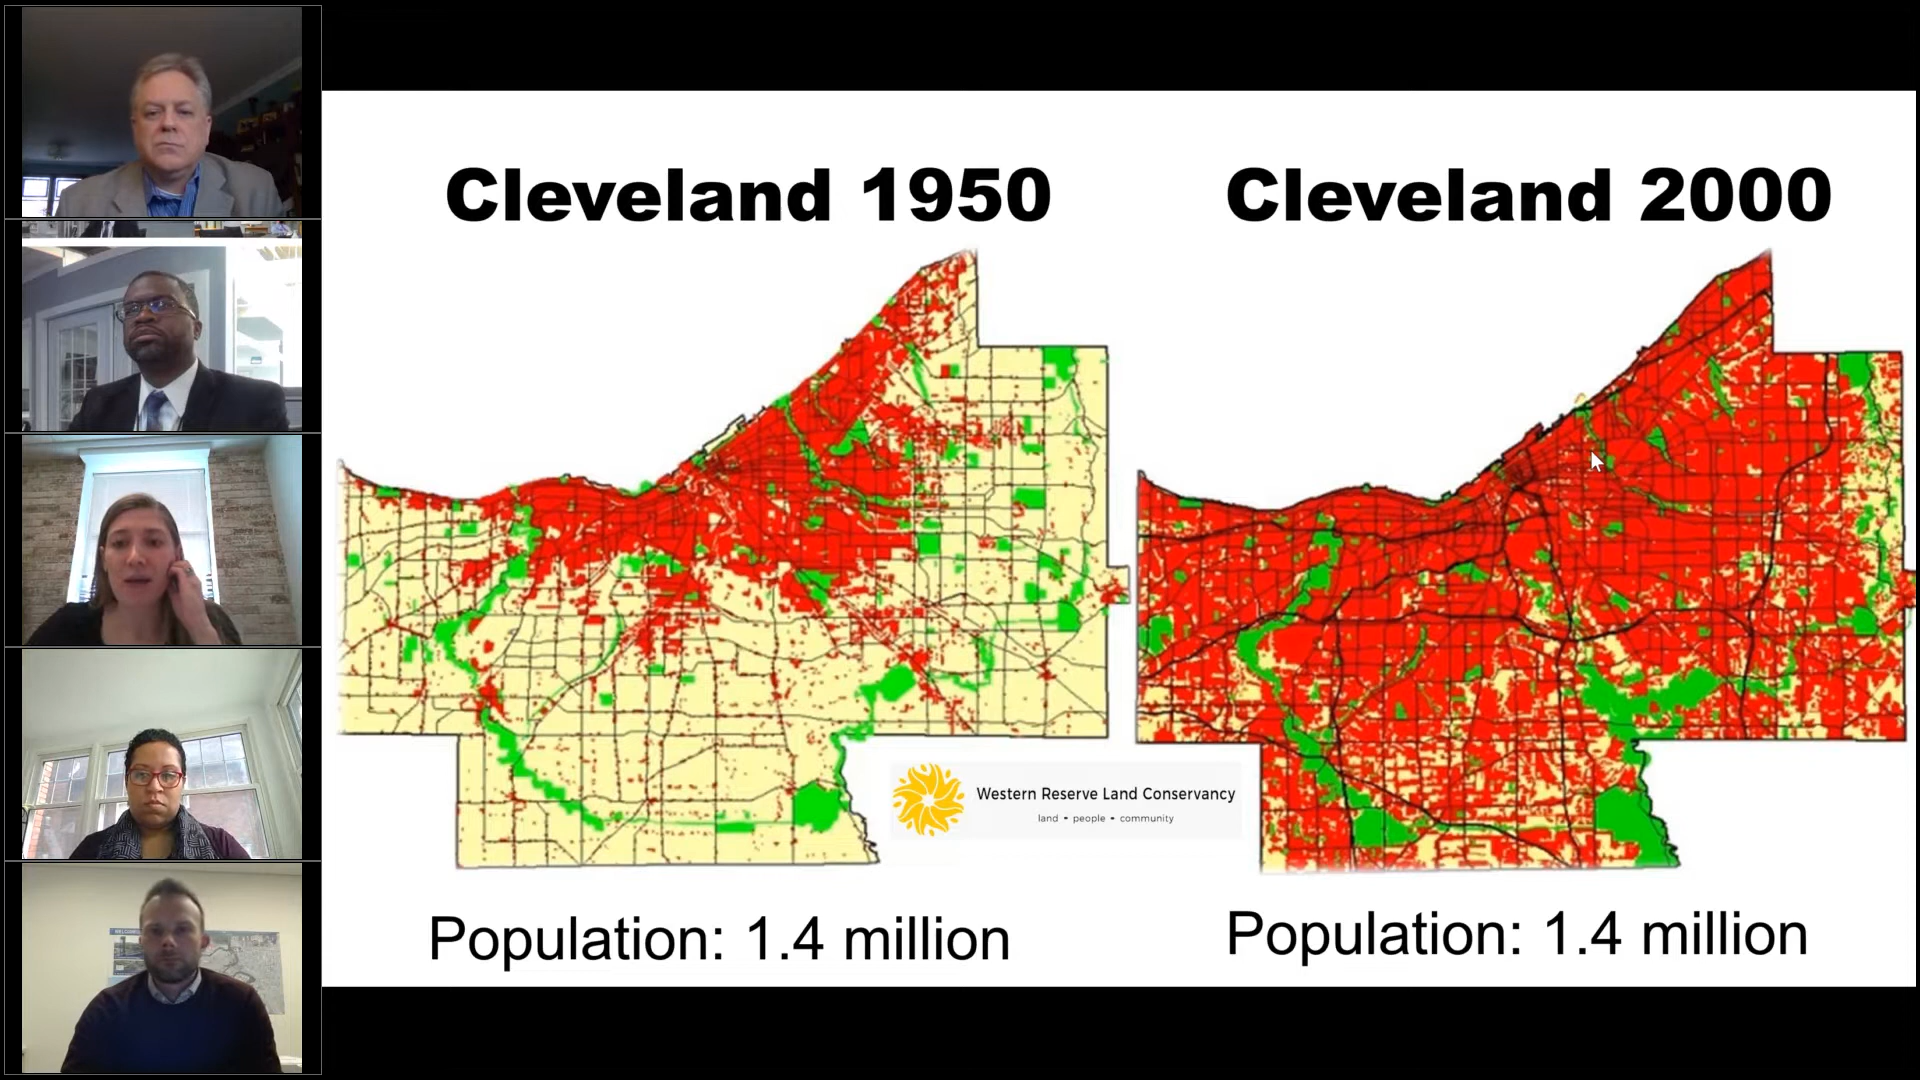 Cleveland 1950
Cleveland 2000
Western Reserve Land Conservancy
land • people • community
Population: 1.4 million
Population: 1.4 million